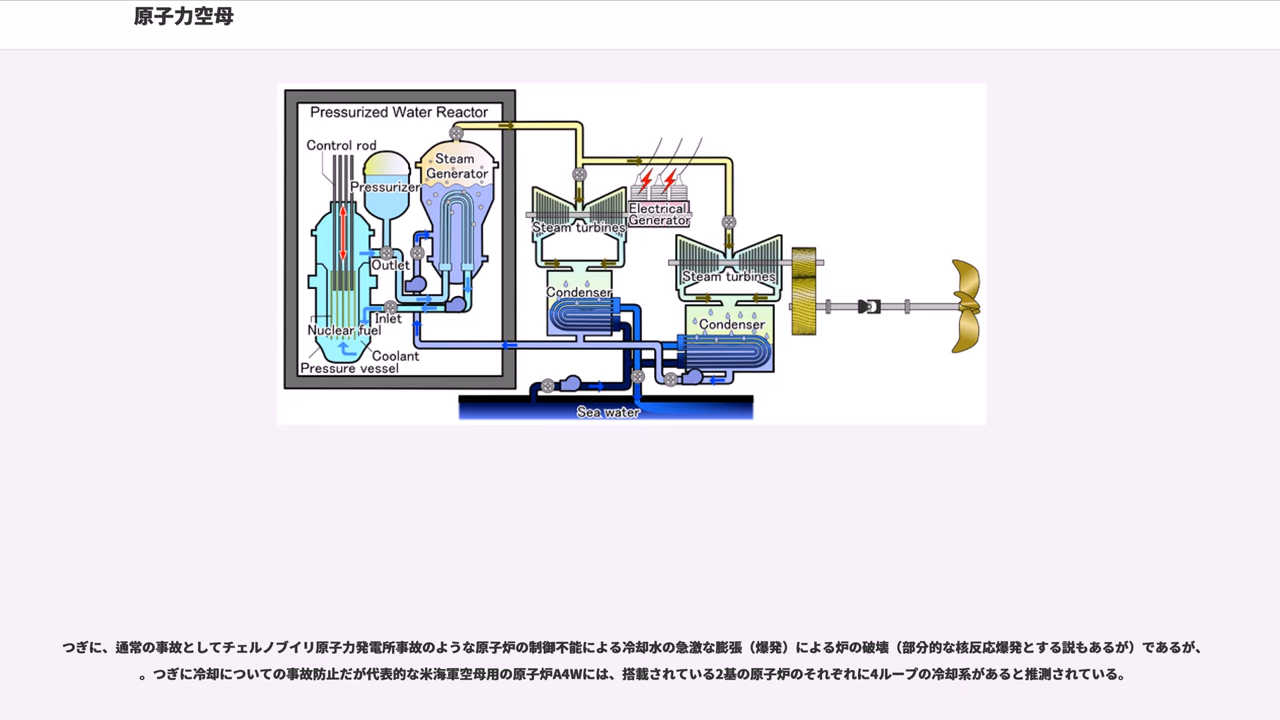 原子力空母
Pressurized Water Reactor
Control rod
Steam
Generator
Pressurizer
Outlet
Inlet
Nuclear fuel
Coolant
Pressure vessel
Electrical
Generator
Steam turbines
Condenser
Steam turbines
Condenser
Sea water
つぎに、通常の事故としてチェルノブイリ原子力発電所事故のような原子炉の制御不能による冷却水の急激な膨張（爆発）による炉の破壊（部分的な核反応爆発とする説もあるが）であるが、
。つぎに冷却についての事故防止だが代表的な米海軍空母用の原子炉A4Wには、搭載されている2基の原子炉のそれぞれに4ループの冷却系があると推測されている。